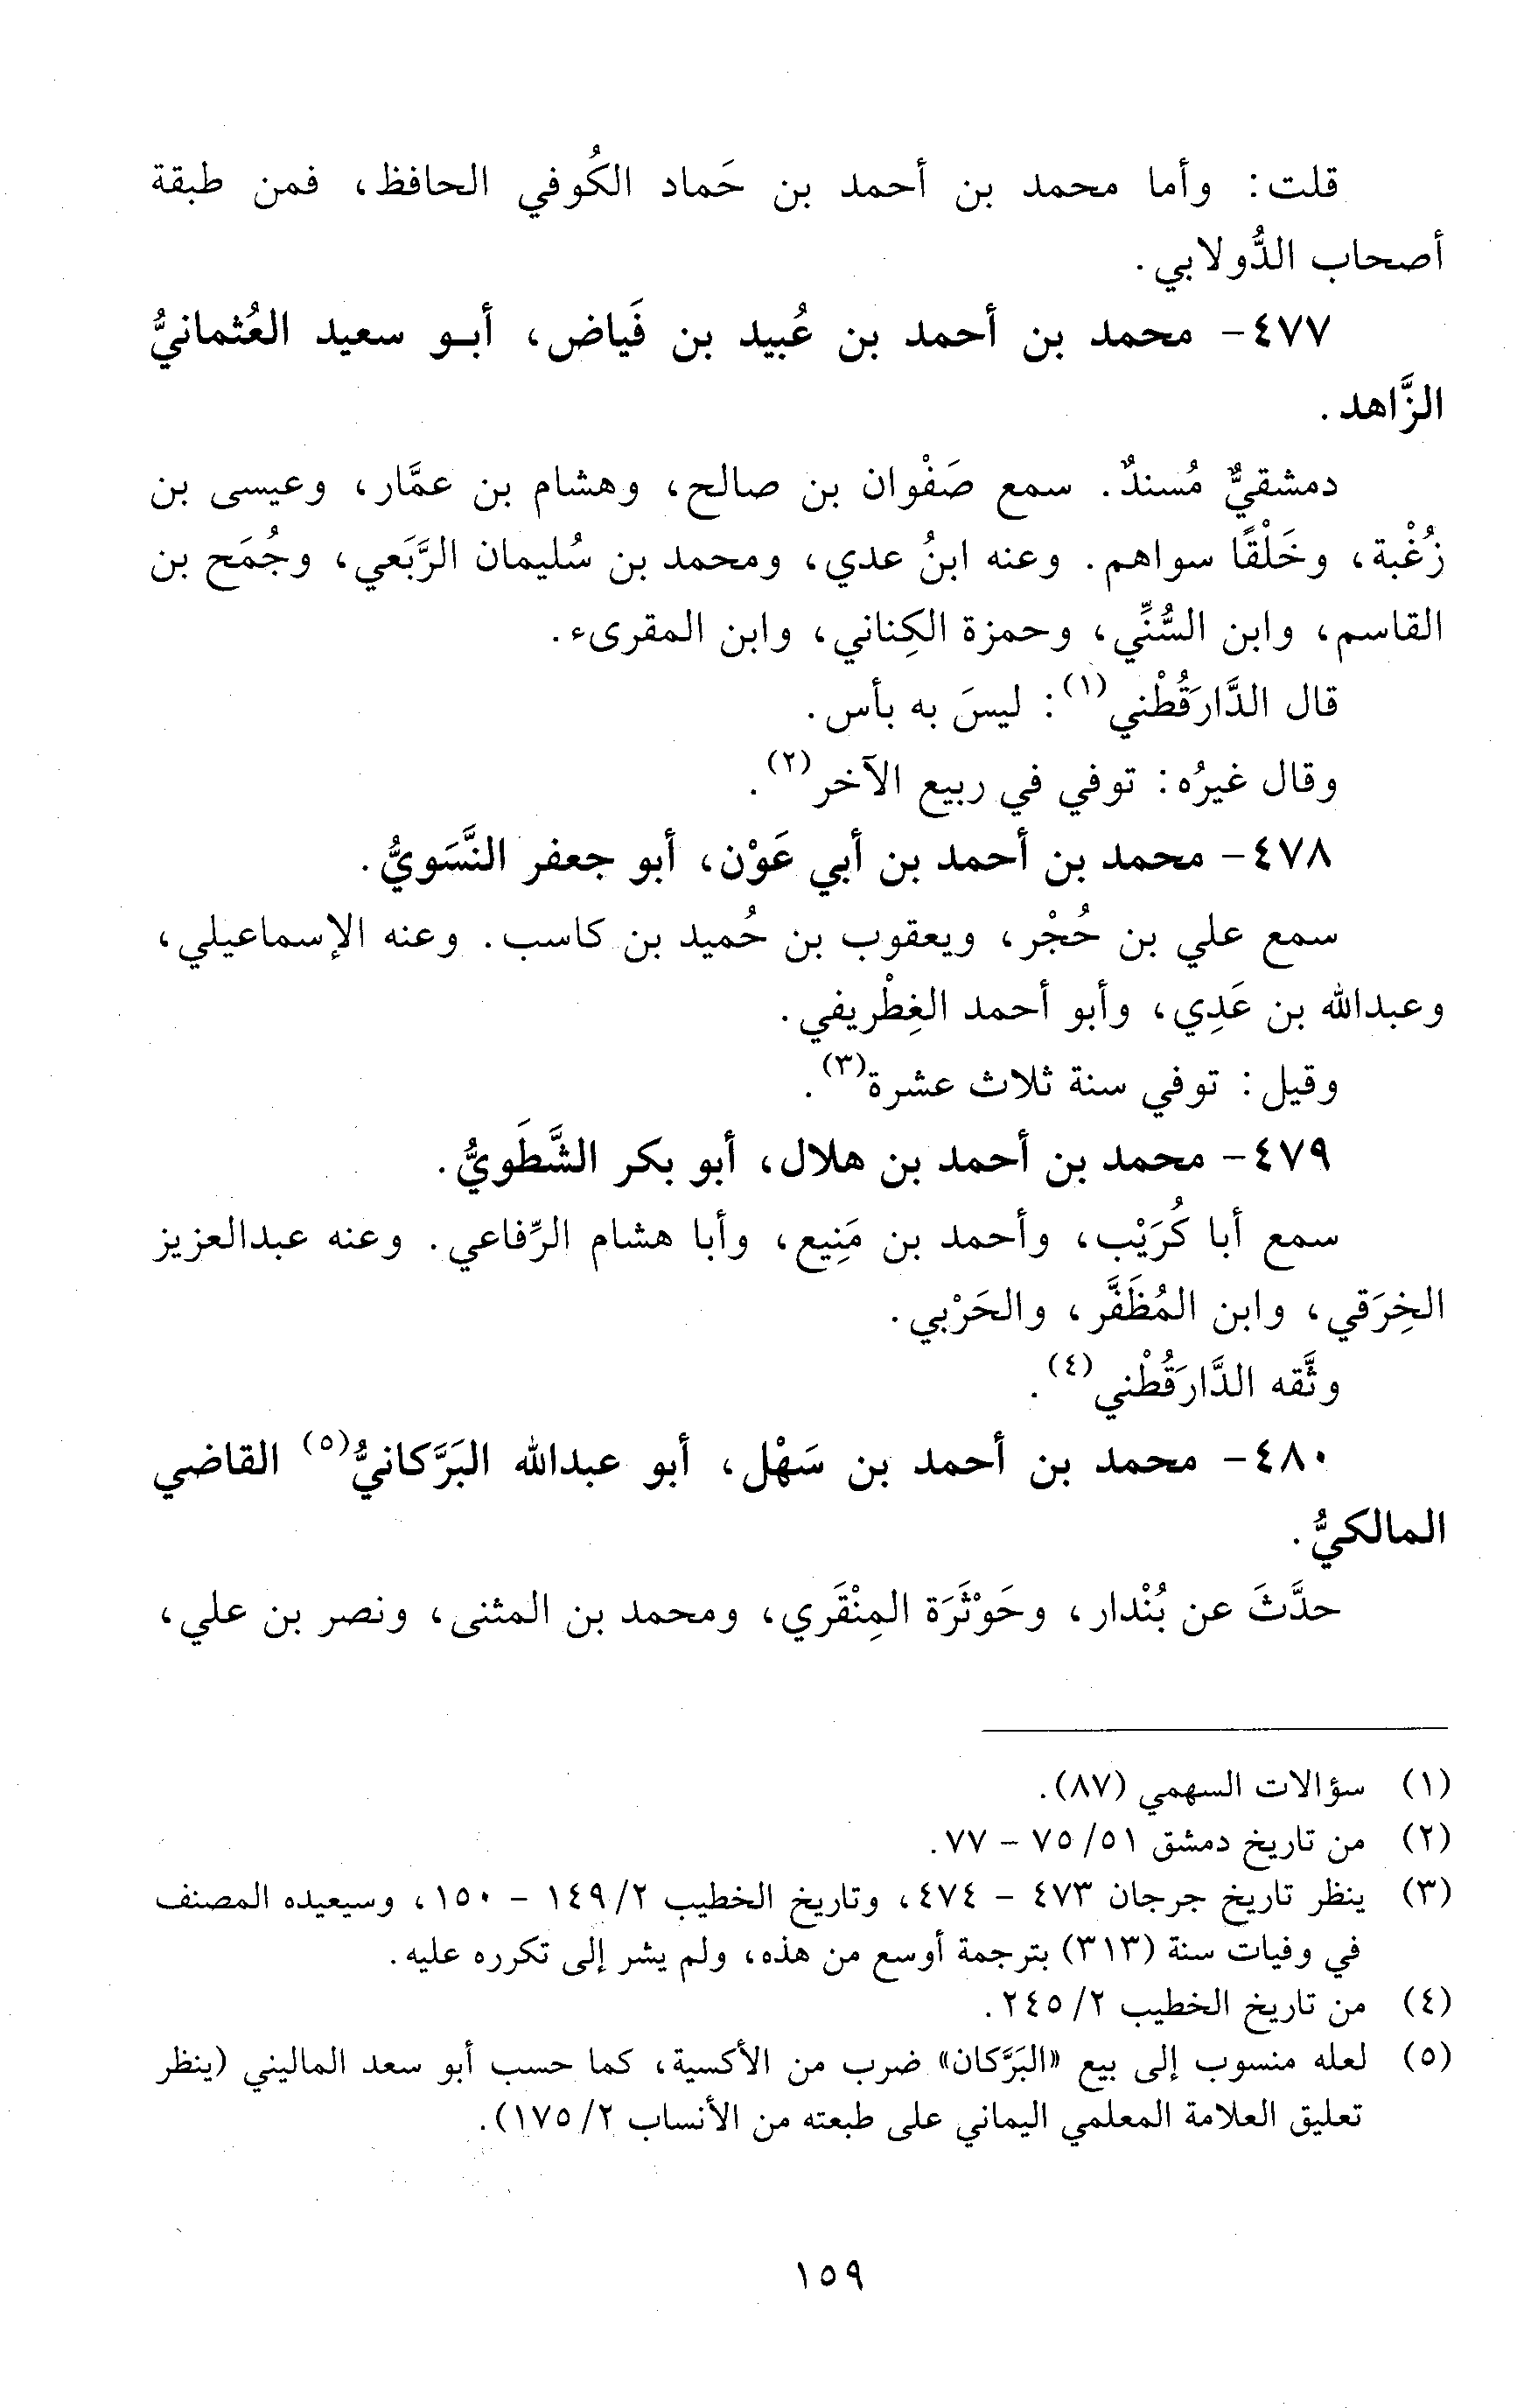 قلت: وأما محمد بن أحمد بن حَماد الكُوفي الحافظ، فمن طبقة
أصحاب الدُّولابي.
٤٧٧- محمد بن أحمد بن عُبيد بن فَياض، أبو سعيد العُثمانيُّ
الزَّاهد.
دمشقيٌّ مُسندٌ. سمع صَفْوان بن صالح، وهشام بن عمَّار، وعيسى بن
زُغْبة، وخَلْقًا سواهم. وعنه ابنُ عدي، ومحمد بن سُليمان الرَّبَعي، وجُمَح بن
القاسم، وابن السُّنِّي، وحمزة الكِناني، وابن المقرىء.
قال الدَّارَقُطْني(١): ليسَ به بأس.
وقال غيرُه: توفي في ربيع الآخر(٢).
٤٧٨- محمد بن أحمد بن أبي عَوْن، أبو جعفر النَّسَويُّ.
سمع علي بن حُجْر، ويعقوب بن حُميد بن كاسب. وعنه الإسماعيلي،
وعبدالله بن عَدِي، وأبو أحمد الغِطْريفي.
وقيل: توفي سنة ثلاث عشرة(٣).
٤٧٩- محمد بن أحمد بن هلال، أبو بكر الشَّطَويُّ.
سمع أبا كُرَيْب، وأحمد بن مَنِيع، وأبا هشام الرِّفاعي. وعنه عبدالعزيز
الخِرَقي، وابن المُظَفَّر، والحَرْبي.
وثَّقه الدَّارَقُطْني(٤).
٤٨٠- محمد بن أحمد بن سَهْل، أبو عبدالله البَرَّكانيُّ(٥) القاضي
المالكيُّ.
حدَّثَ عن بُنْدار، وحَوْثَرَة المِنْقَري، ومحمد بن المثنى، ونصر بن علي،
(١) سؤالات السهمي (٨٧).
(٢) من تاريخ دمشق ٥١/ ٧٥ - ٧٧.
(٣) ينظر تاريخ جرجان ٤٧٣ - ٤٧٤، وتاريخ الخطيب ٢/ ١٤٩ - ١٥٠، وسيعيده المصنف
في وفيات سنة (٣١٣) بترجمة أوسع من هذه، ولم يشر إلى تكرره عليه.
(٤) من تاريخ الخطيب ٢/ ٢٤٥.
(٥) لعله منسوب إلى بيع «البَرَّكان» ضرب من الأكسية، كما حسب أبو سعد الماليني (ينظر
تعليق العلامة المعلمي اليماني على طبعته من الأنساب ٢/ ١٧٥).
١٥٩